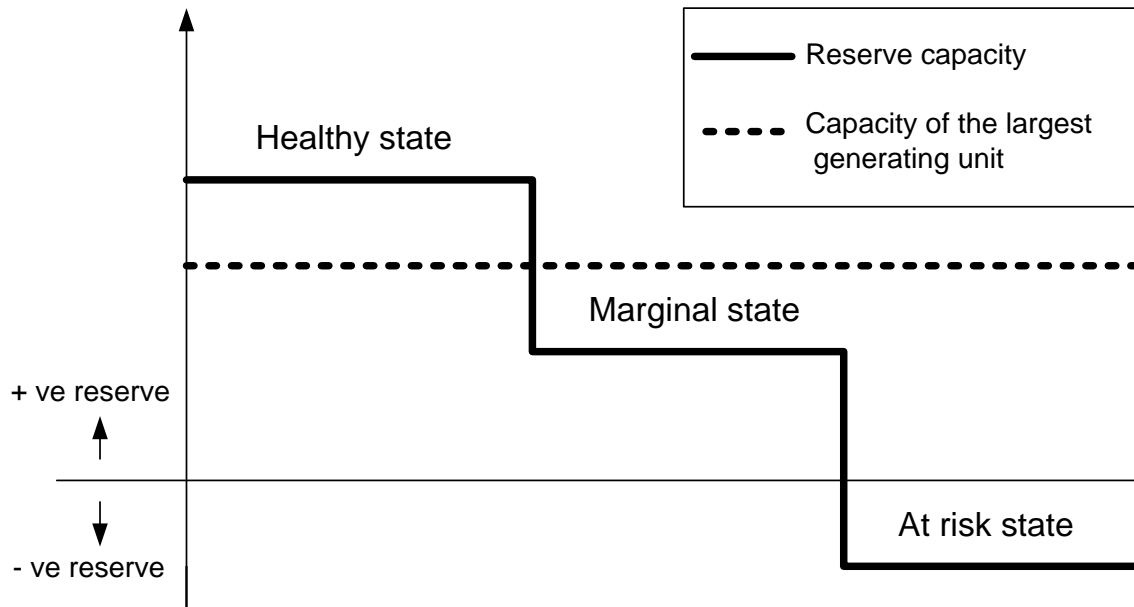 Reserve capacity
Capacity of the largest
generating unit
Healthy state
Marginal state
+ ve reserve
At risk state
- ve reserve